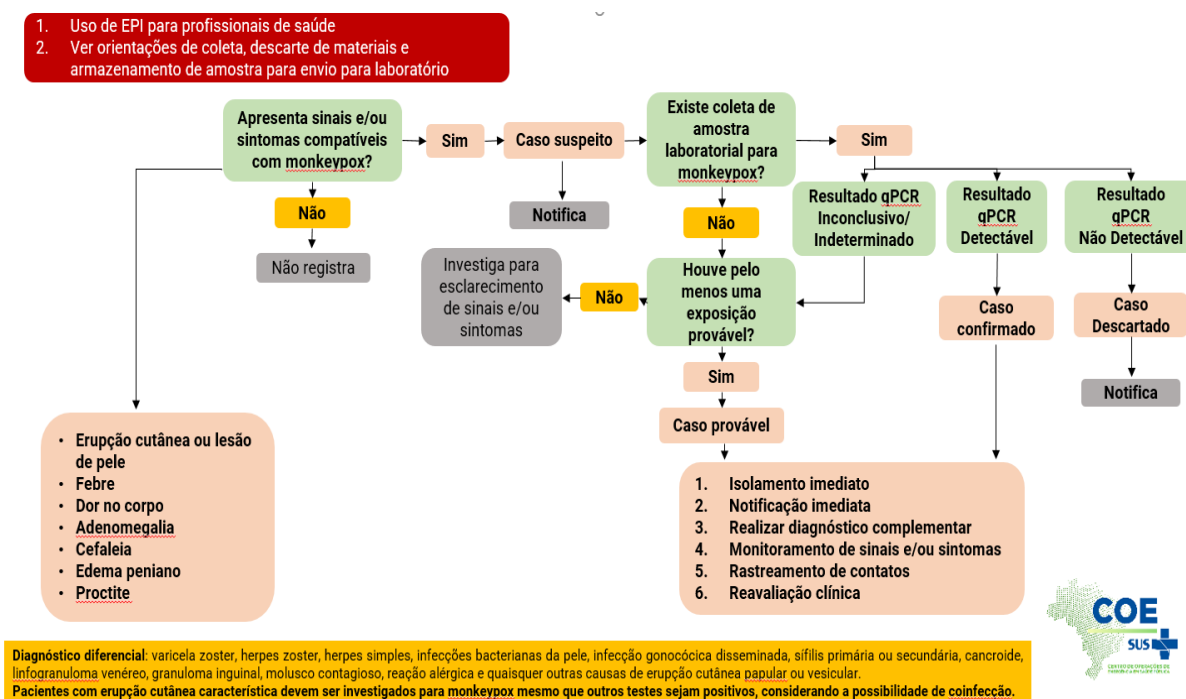 1. Uso de EPI para profissionais de saúde
2. Ver orientações de coleta, descarte de materiais e
armazenamento de amostra para envio para laboratório
Apresenta sinais e/ou
sintomas compatíveis
com monkeypox?
Sim
Caso suspeito
Existe coleta de
amostra
laboratorial para
monkeypox?
Sim
Não
Notifica
Não
Resultado qPCR
Inconclusivo/
Indeterminado
Resultado
qPCR
Detectável
Resultado
qPCR
Não Detectável
Não registra
Investiga para
esclarecimento
de sinais e/ou
sintomas
Não
Houve pelo
menos uma
exposição
provável?
Caso
confirmado
Caso
Descartado
Sim
Notifica
Caso provável
• Erupção cutânea ou lesão
de pele
• Febre
• Dor no corpo
• Adenomegalia
• Cefaleia
• Edema peniano
• Proctite
1. Isolamento imediato
2. Notificação imediata
3. Realizar diagnóstico complementar
4. Monitoramento de sinais e/ou sintomas
5. Rastreamento de contatos
6. Reavaliação clínica
COE
SUS
CENTRO DE OPERAÇÕES DE
EMERGÊNCIA EM SAÚDE PÚBLICA
Diagnóstico diferencial: varicela zoster, herpes zoster, herpes simples, infecções bacterianas da pele, infecção gonocócica disseminada, sífilis primária ou secundária, cancroide,
linfogranuloma venéreo, granuloma inguinal, molusco contagioso, reação alérgica e quaisquer outras causas de erupção cutânea papular ou vesicular.
Pacientes com erupção cutânea característica devem ser investigados para monkeypox mesmo que outros testes sejam positivos, considerando a possibilidade de coinfecção.